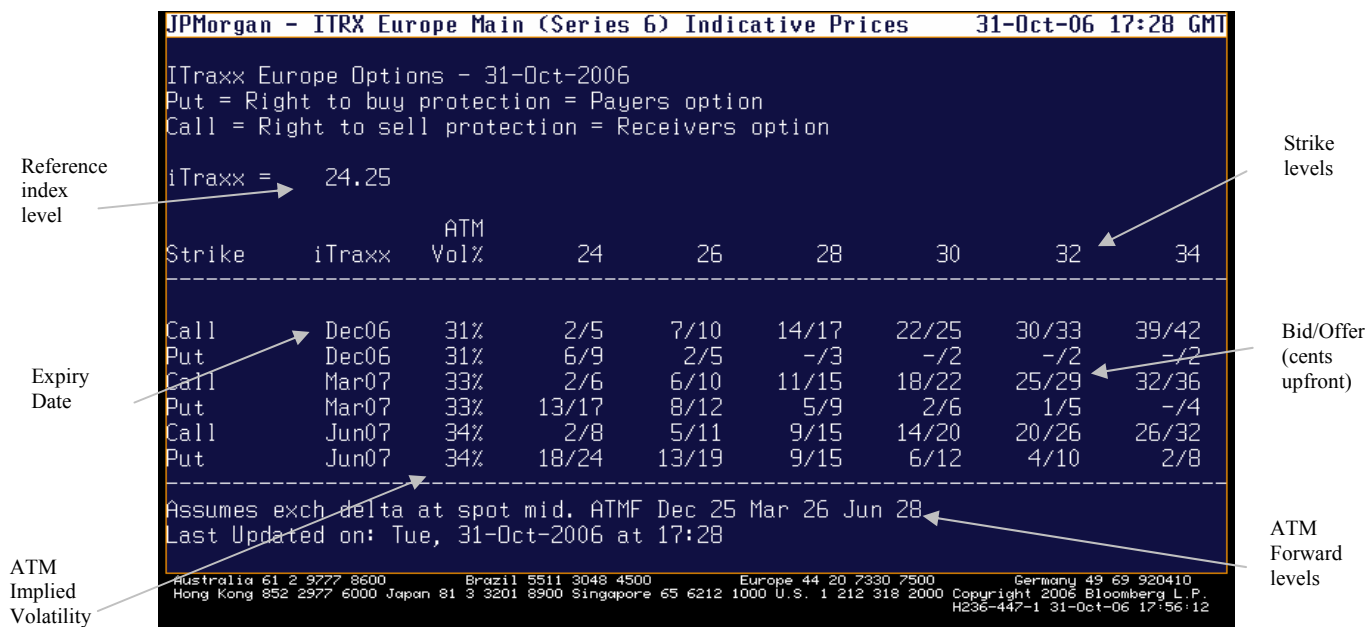 JPMorgan - ITRX Europe Main (Series 6) Indicative Prices 31-Oct-06 17:28 GMT
ITraxx Europe Options - 31-Oct-2006
Put = Right to buy protection = Payers option
Call = Right to sell protection = Receivers option
Reference
index
level
iTraxx = 24.25
Strike
levels
ATM
Strike iTraxx Vol% 24 26 28 30 32 34
Call Dec06 31% 2/5 7/10 14/17 22/25 30/33 39/42
Put Dec06 31% 6/9 2/5 -/3 -/2 -/2 -/2
Call Mar07 33% 2/6 6/10 11/15 18/22 25/29 32/36
Put Mar07 33% 13/17 8/12 5/9 2/6 1/5 -/4
Call Jun07 34% 2/8 5/11 9/15 14/20 20/26 26/32
Put Jun07 34% 18/24 13/19 9/15 6/12 4/10 2/8
Expiry
Date
Bid/Offer
(cents
upfront)
Assumes exch delta at spot mid. ATMF Dec 25 Mar 26 Jun 28
Last Updated on: Tue, 31-Oct-2006 at 17:28
ATM
Implied
Volatility
ATM
Forward
levels
Australia 61 2 9777 8600 Brazil 5511 3048 4500 Europe 44 20 7330 7500 Germany 49 69 920410
Hong Kong 852 2977 6000 Japan 81 3 3201 8900 Singapore 65 6212 1000 U.S. 1 212 318 2000 Copyright 2006 Bloomberg L.P.
H236-447-1 31-Oct-06 17:56:12